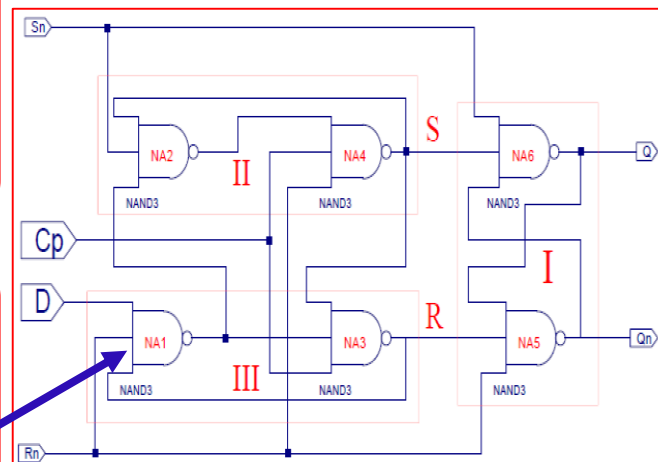 Sn
S
NA2
NA4
NA6
Q
II
NAND3
NAND3
NAND3
Cp
I
D
R
NA1
NA3
NA5
Qn
III
NAND3
NAND3
NAND3
Rn